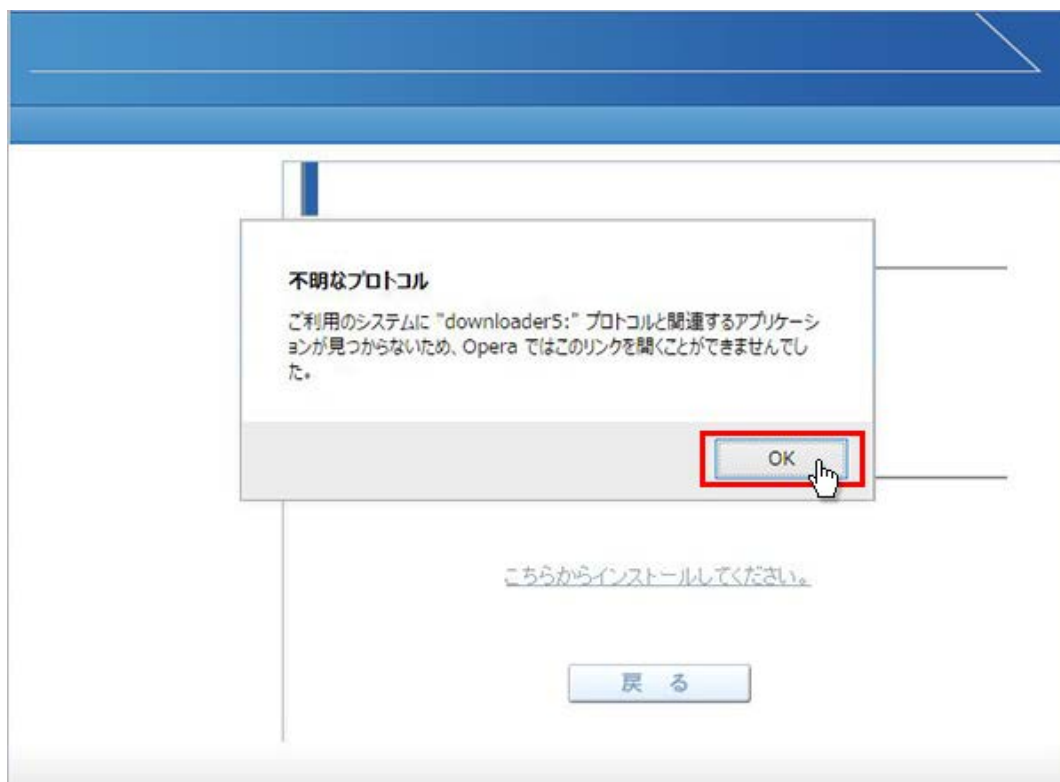 不明なプロトコル
ご利用のシステムに "downloader5:" プロトコルと関連するアプリケーシ
ョンが見つからないため、Opera ではこのリンクを開くことができませんでし
た。
OK
こちらからインストールしてください。
戻 る